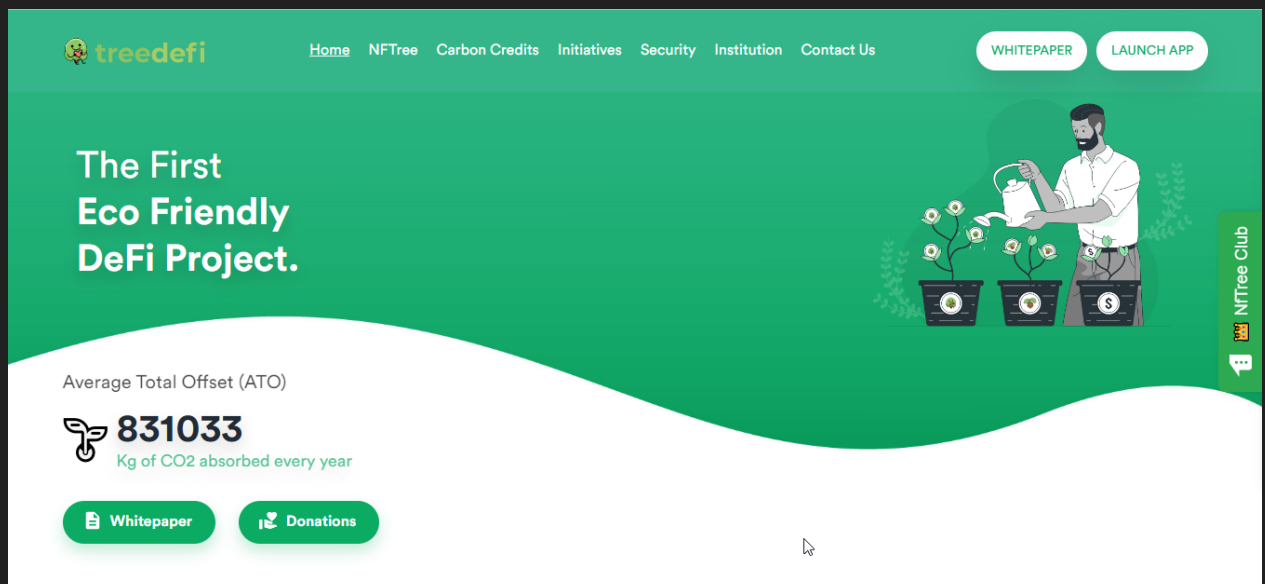 treedefi
Home NFTree Carbon Credits Initiatives Security Institution Contact Us
WHITEPAPER LAUNCH APP
The First
Eco Friendly
DeFi Project.
$
$
NfTree Club
Average Total Offset (ATO)
831033
Kg of CO2 absorbed every year
Whitepaper Donations